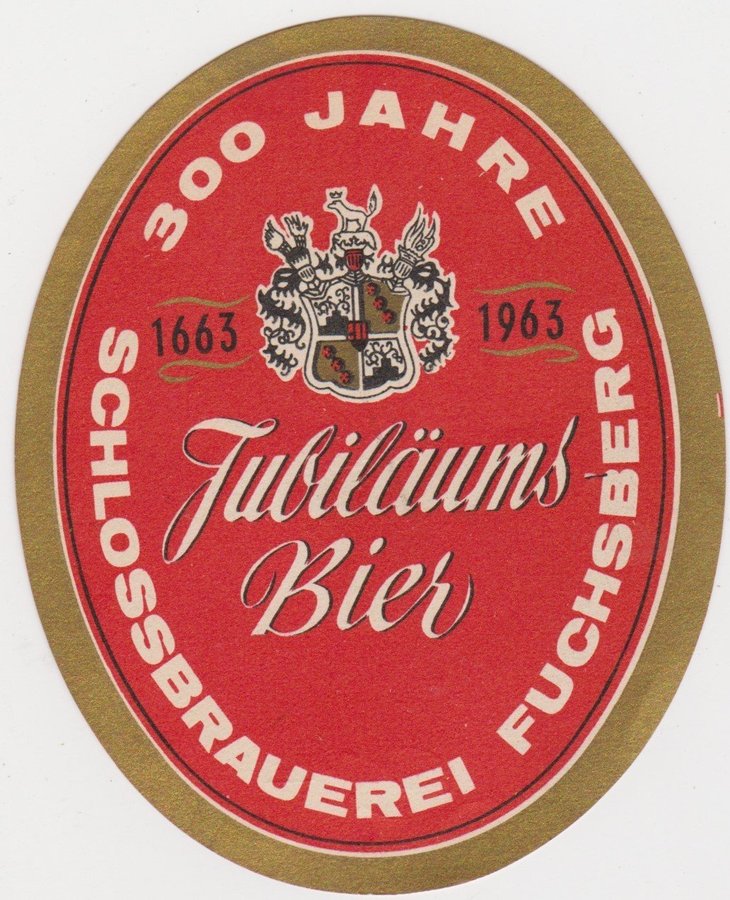 300 JAHRE
1663
1963
Jubiläums-
Bier
SCHLOSSBRAUEREI FUCHSBERG